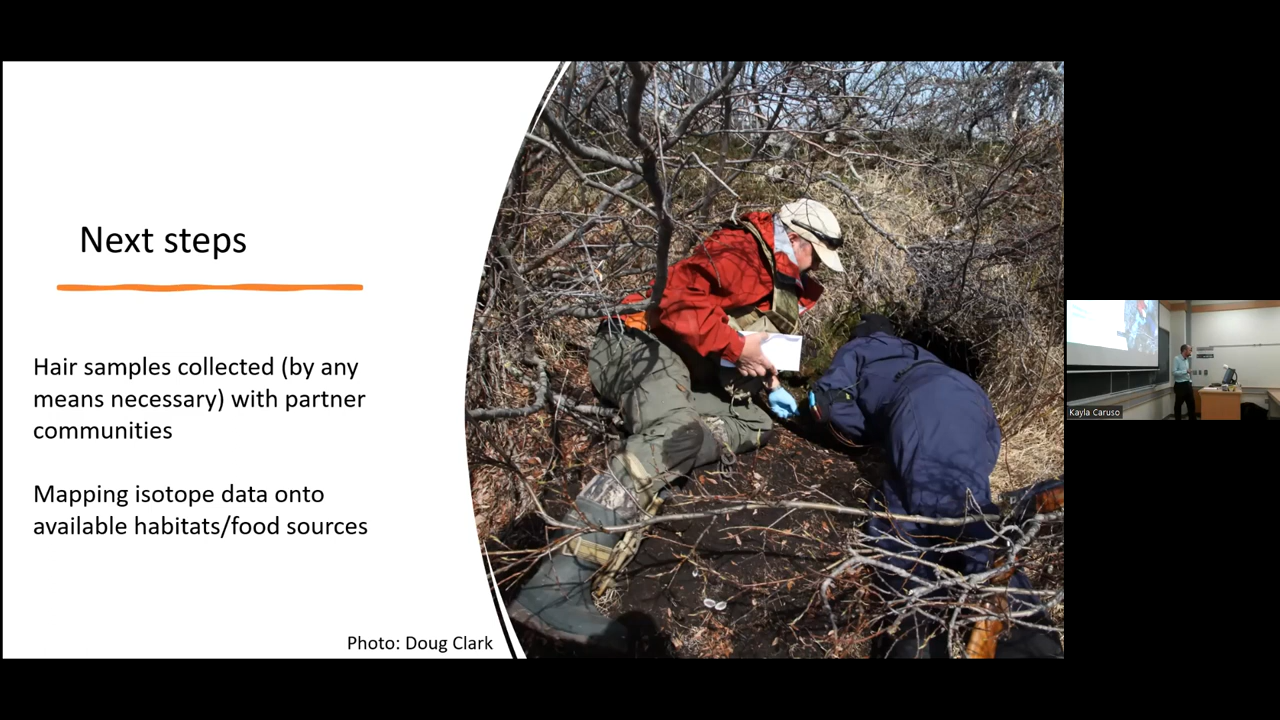 Next steps
Hair samples collected (by any
means necessary) with partner
communities
Mapping isotope data onto
available habitats/food sources
Photo: Doug Clark
Kayla Caruso